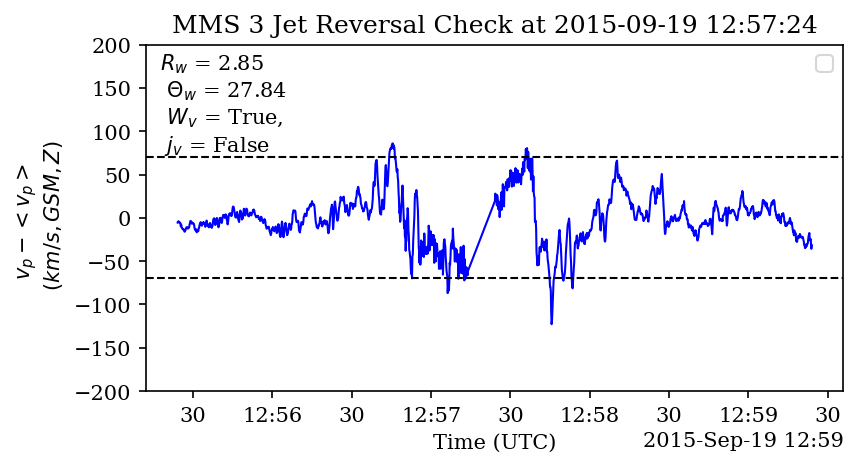 MMS 3 Jet Reversal Check at 2015-09-19 12:57:24
R_w = 2.85
Θ_w = 27.84
W_v = True,
j_v = False
v_p − < v_p >
(km/s, GSM, Z)
200
150
100
50
0
−50
−100
−150
−200
30 12:56 30 12:57 30 12:58 30 12:59 30
Time (UTC)
2015-Sep-19 12:59